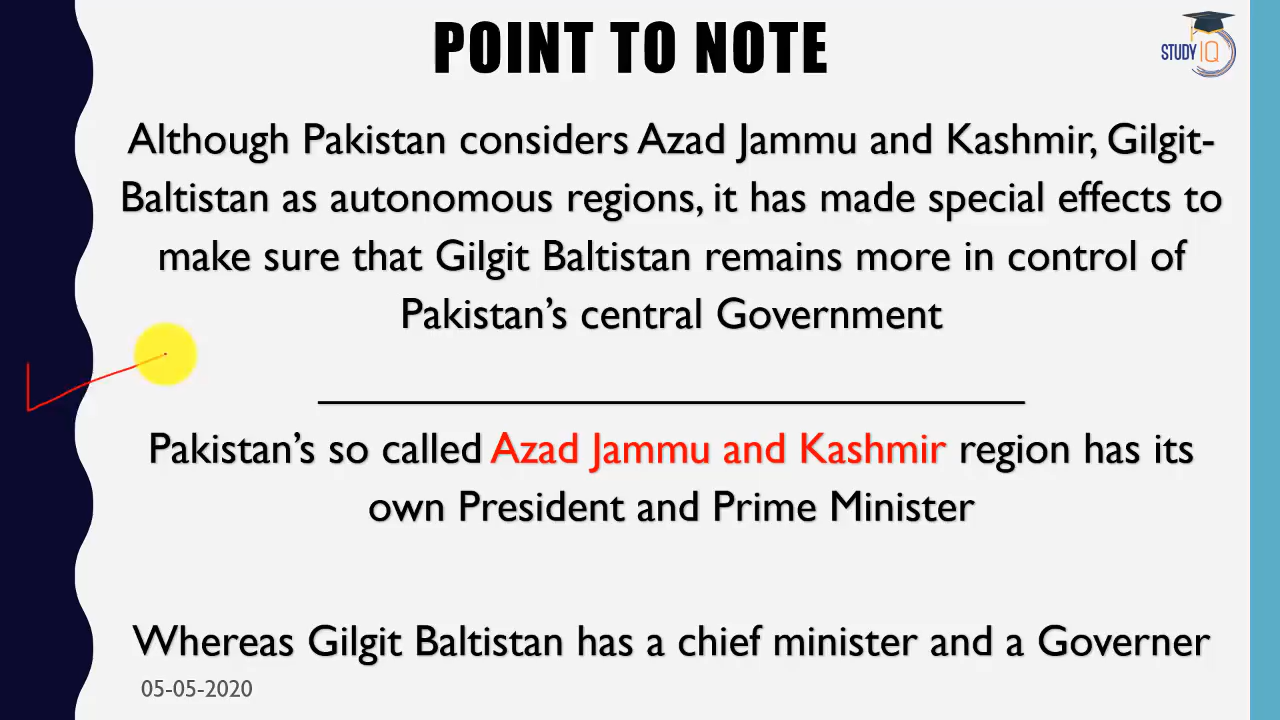 POINT TO NOTE
STUDY IQ
Although Pakistan considers Azad Jammu and Kashmir, Gilgit-
Baltistan as autonomous regions, it has made special effects to
make sure that Gilgit Baltistan remains more in control of
Pakistan's central Government
Pakistan's so called Azad Jammu and Kashmir region has its
own President and Prime Minister
Whereas Gilgit Baltistan has a chief minister and a Governer
05-05-2020